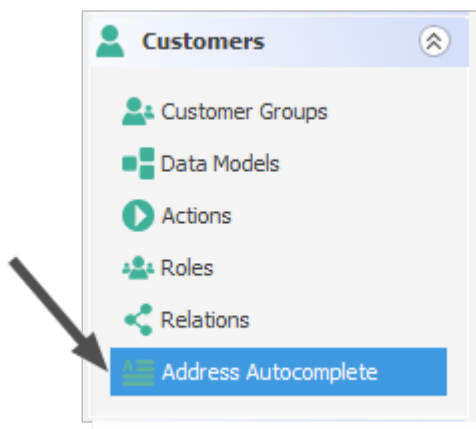 Customers
Customer Groups
Data Models
Actions
Roles
Relations
Address Autocomplete